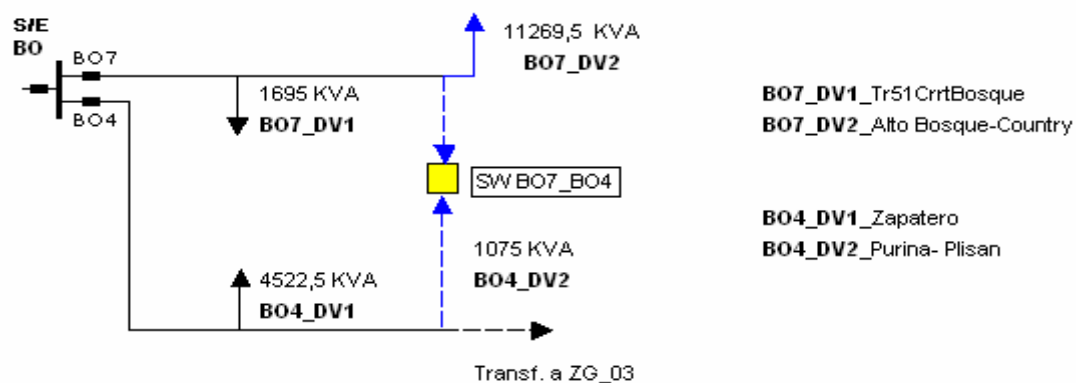 S/E
BO
BO7
BO4
11269,5 KVA
BO7_DV2
1695 KVA
BO7_DV1
SW BO7_BO4
1075 KVA
BO4_DV2
4522,5 KVA
BO4_DV1
Transf. a ZG_03
BO7_DV1_Tr51CrrtBosque
BO7_DV2_Alto Bosque-Country
BO4_DV1_Zapatero
BO4_DV2_Purina- Plisan